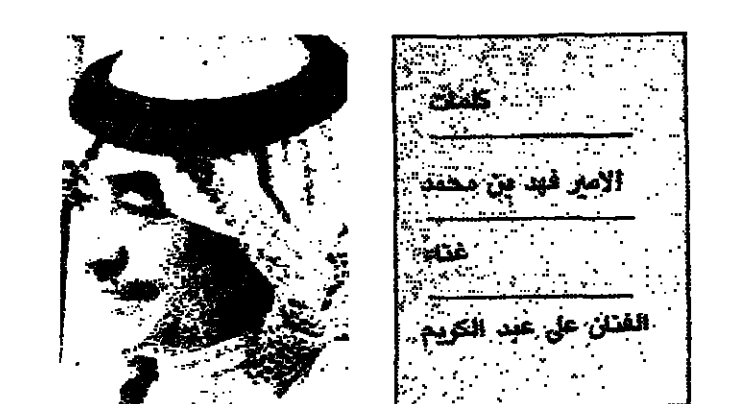 كلمات
الامير فهد بن محمد
غناء
الفنان علي عبد الكريم